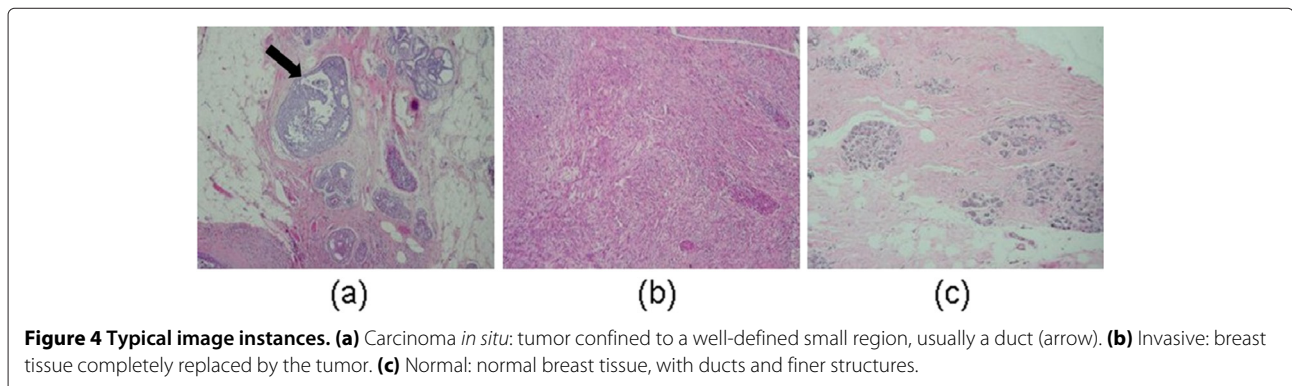 (a) (b) (c)
Figure 4 Typical image instances. (a) Carcinoma in situ: tumor confined to a well-defined small region, usually a duct (arrow). (b) Invasive: breast
tissue completely replaced by the tumor. (c) Normal: normal breast tissue, with ducts and finer structures.